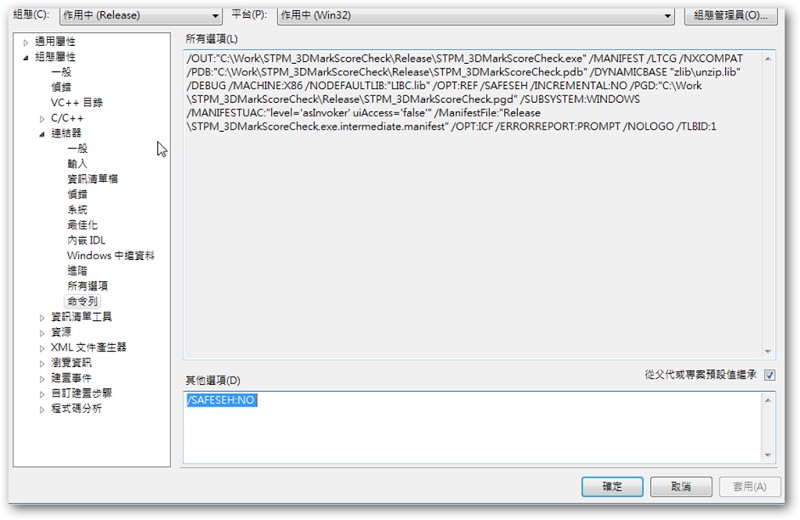 組態(C):
作用中 (Release)
平台(P):
作用中 (Win32)
組態管理員(O)...
通用屬性
組態屬性
一般
偵錯
VC++ 目錄
C/C++
連結器
一般
輸入
資訊清單檔
偵錯
系統
最佳化
內嵌 IDL
Windows 中繼資料
進階
所有選項
命令列
資訊清單工具
資源
XML 文件產生器
瀏覽資訊
建置事件
自訂建置步驟
程式碼分析
所有選項(L)
/OUT:"C:\Work\STPM_3DMarkScoreCheck\Release\STPM_3DMarkScoreCheck.exe" /MANIFEST /LTCG /NXCOMPAT
/PDB:"C:\Work\STPM_3DMarkScoreCheck\Release\STPM_3DMarkScoreCheck.pdb" /DYNAMICBASE "zlib\unzip.lib"
/DEBUG /MACHINE:X86 /NODEFAULTLIB:"LIBC.lib" /OPT:REF /SAFESEH /INCREMENTAL:NO /PGD:"C:\Work
\STPM_3DMarkScoreCheck\Release\STPM_3DMarkScoreCheck.pgd" /SUBSYSTEM:WINDOWS
/MANIFESTUAC:"level='asInvoker' uiAccess='false'" /ManifestFile:"Release
\STPM_3DMarkScoreCheck.exe.intermediate.manifest" /OPT:ICF /ERRORREPORT:PROMPT /NOLOGO /TLBID:1
從父代或專案預設值繼承
其他選項(D)
/SAFESEH:NO
確定
取消
套用(A)